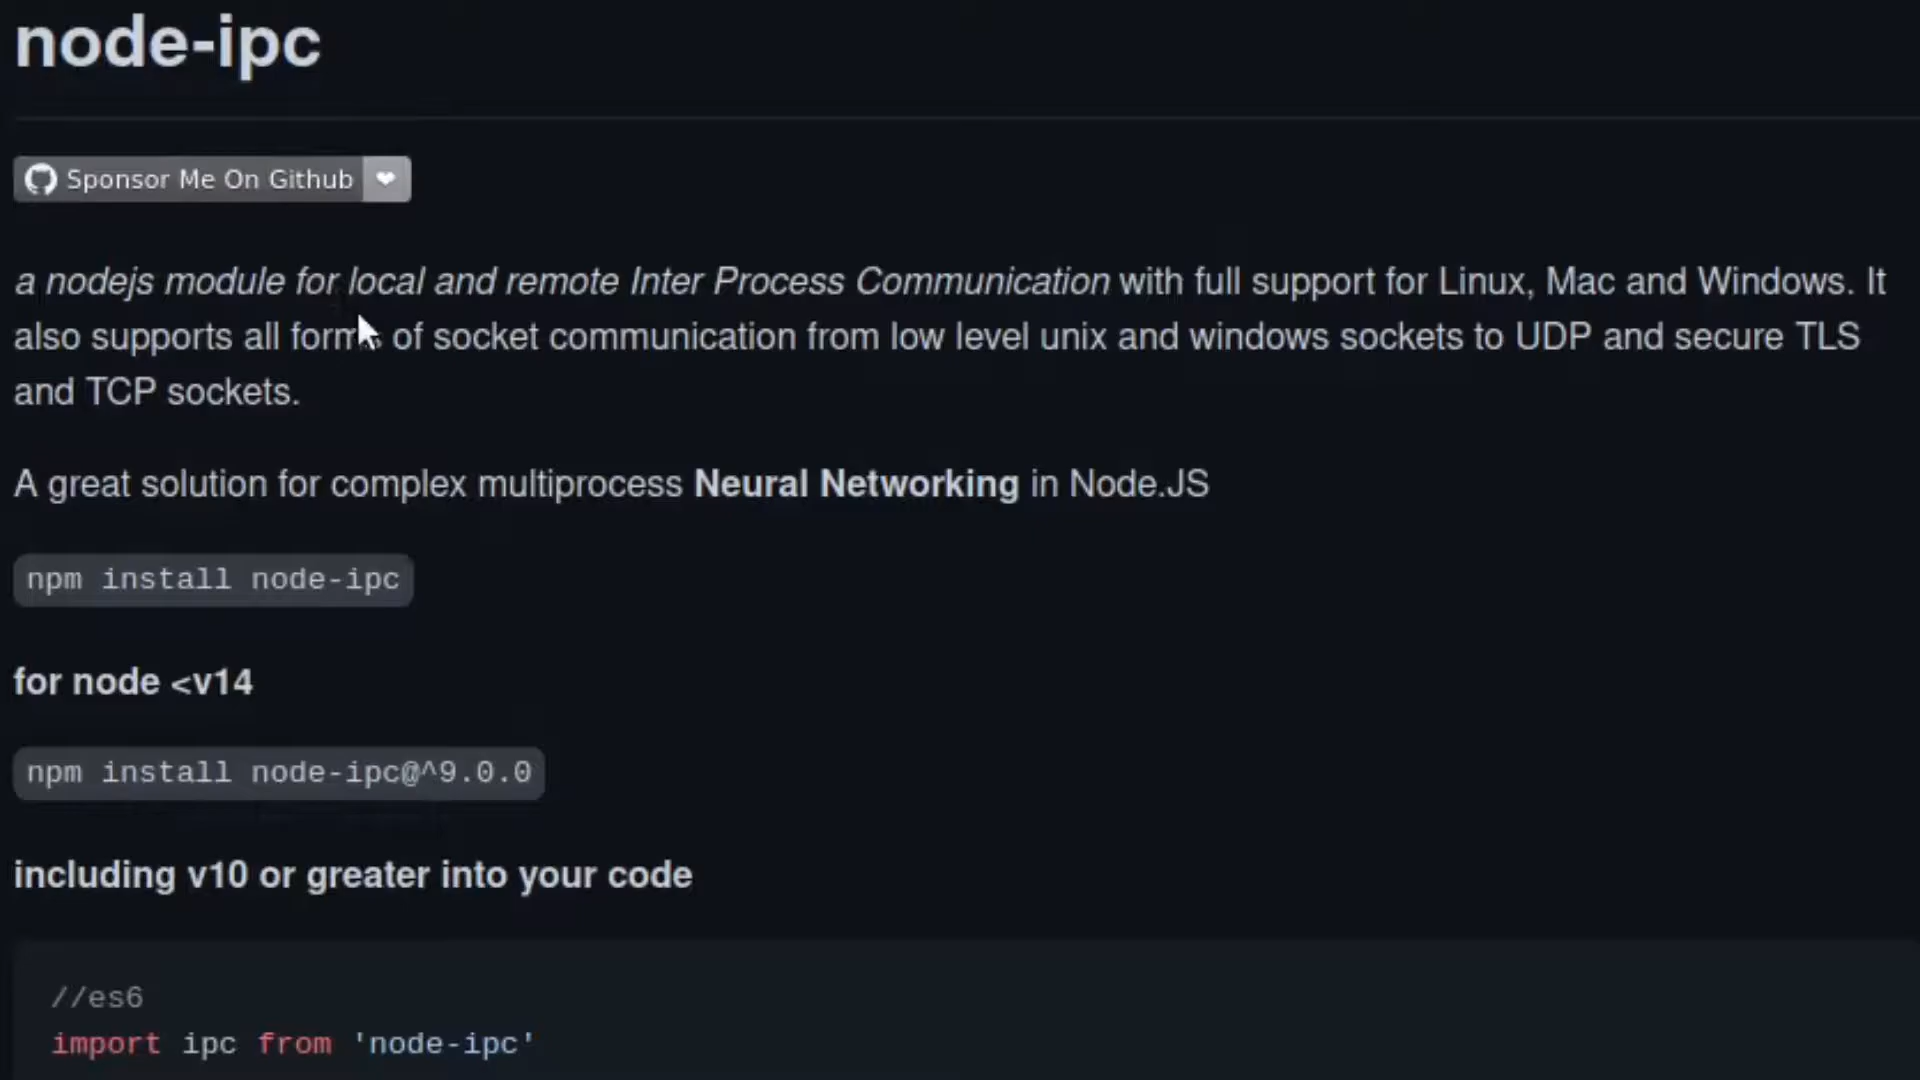 node-ipc
Sponsor Me On Github ❤
a nodejs module for local and remote Inter Process Communication with full support for Linux, Mac and Windows. It
also supports all forms of socket communication from low level unix and windows sockets to UDP and secure TLS
and TCP sockets.
A great solution for complex multiprocess Neural Networking in Node.JS
npm install node-ipc
for node <v14
npm install node-ipc@^9.0.0
including v10 or greater into your code
//es6
import ipc from 'node-ipc'